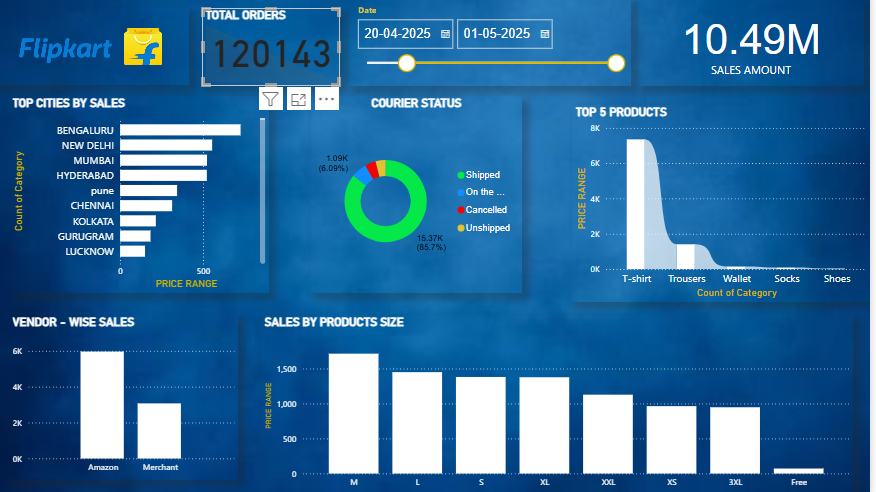 Flipkart
TOTAL ORDERS
120143
Date
20-04-2025
01-05-2025
10.49M
SALES AMOUNT
TOP CITIES BY SALES
Count of Category
BENGALURU
NEW DELHI
MUMBAI
HYDERABAD
pune
CHENNAI
KOLKATA
GURUGRAM
LUCKNOW
0
500
PRICE RANGE
COURIER STATUS
1.09K
(6.09%)
15.37K
(85.7%)
Shipped
On the ...
Cancelled
Unshipped
TOP 5 PRODUCTS
PRICE RANGE
8K
6K
4K
2K
0K
T-shirt
Trousers
Wallet
Socks
Shoes
Count of Category
VENDOR – WISE SALES
6K
4K
2K
0K
Amazon
Merchant
SALES BY PRODUCTS SIZE
PRICE RANGE
1,500
1,000
500
0
M
L
S
XL
XXL
XS
3XL
Free